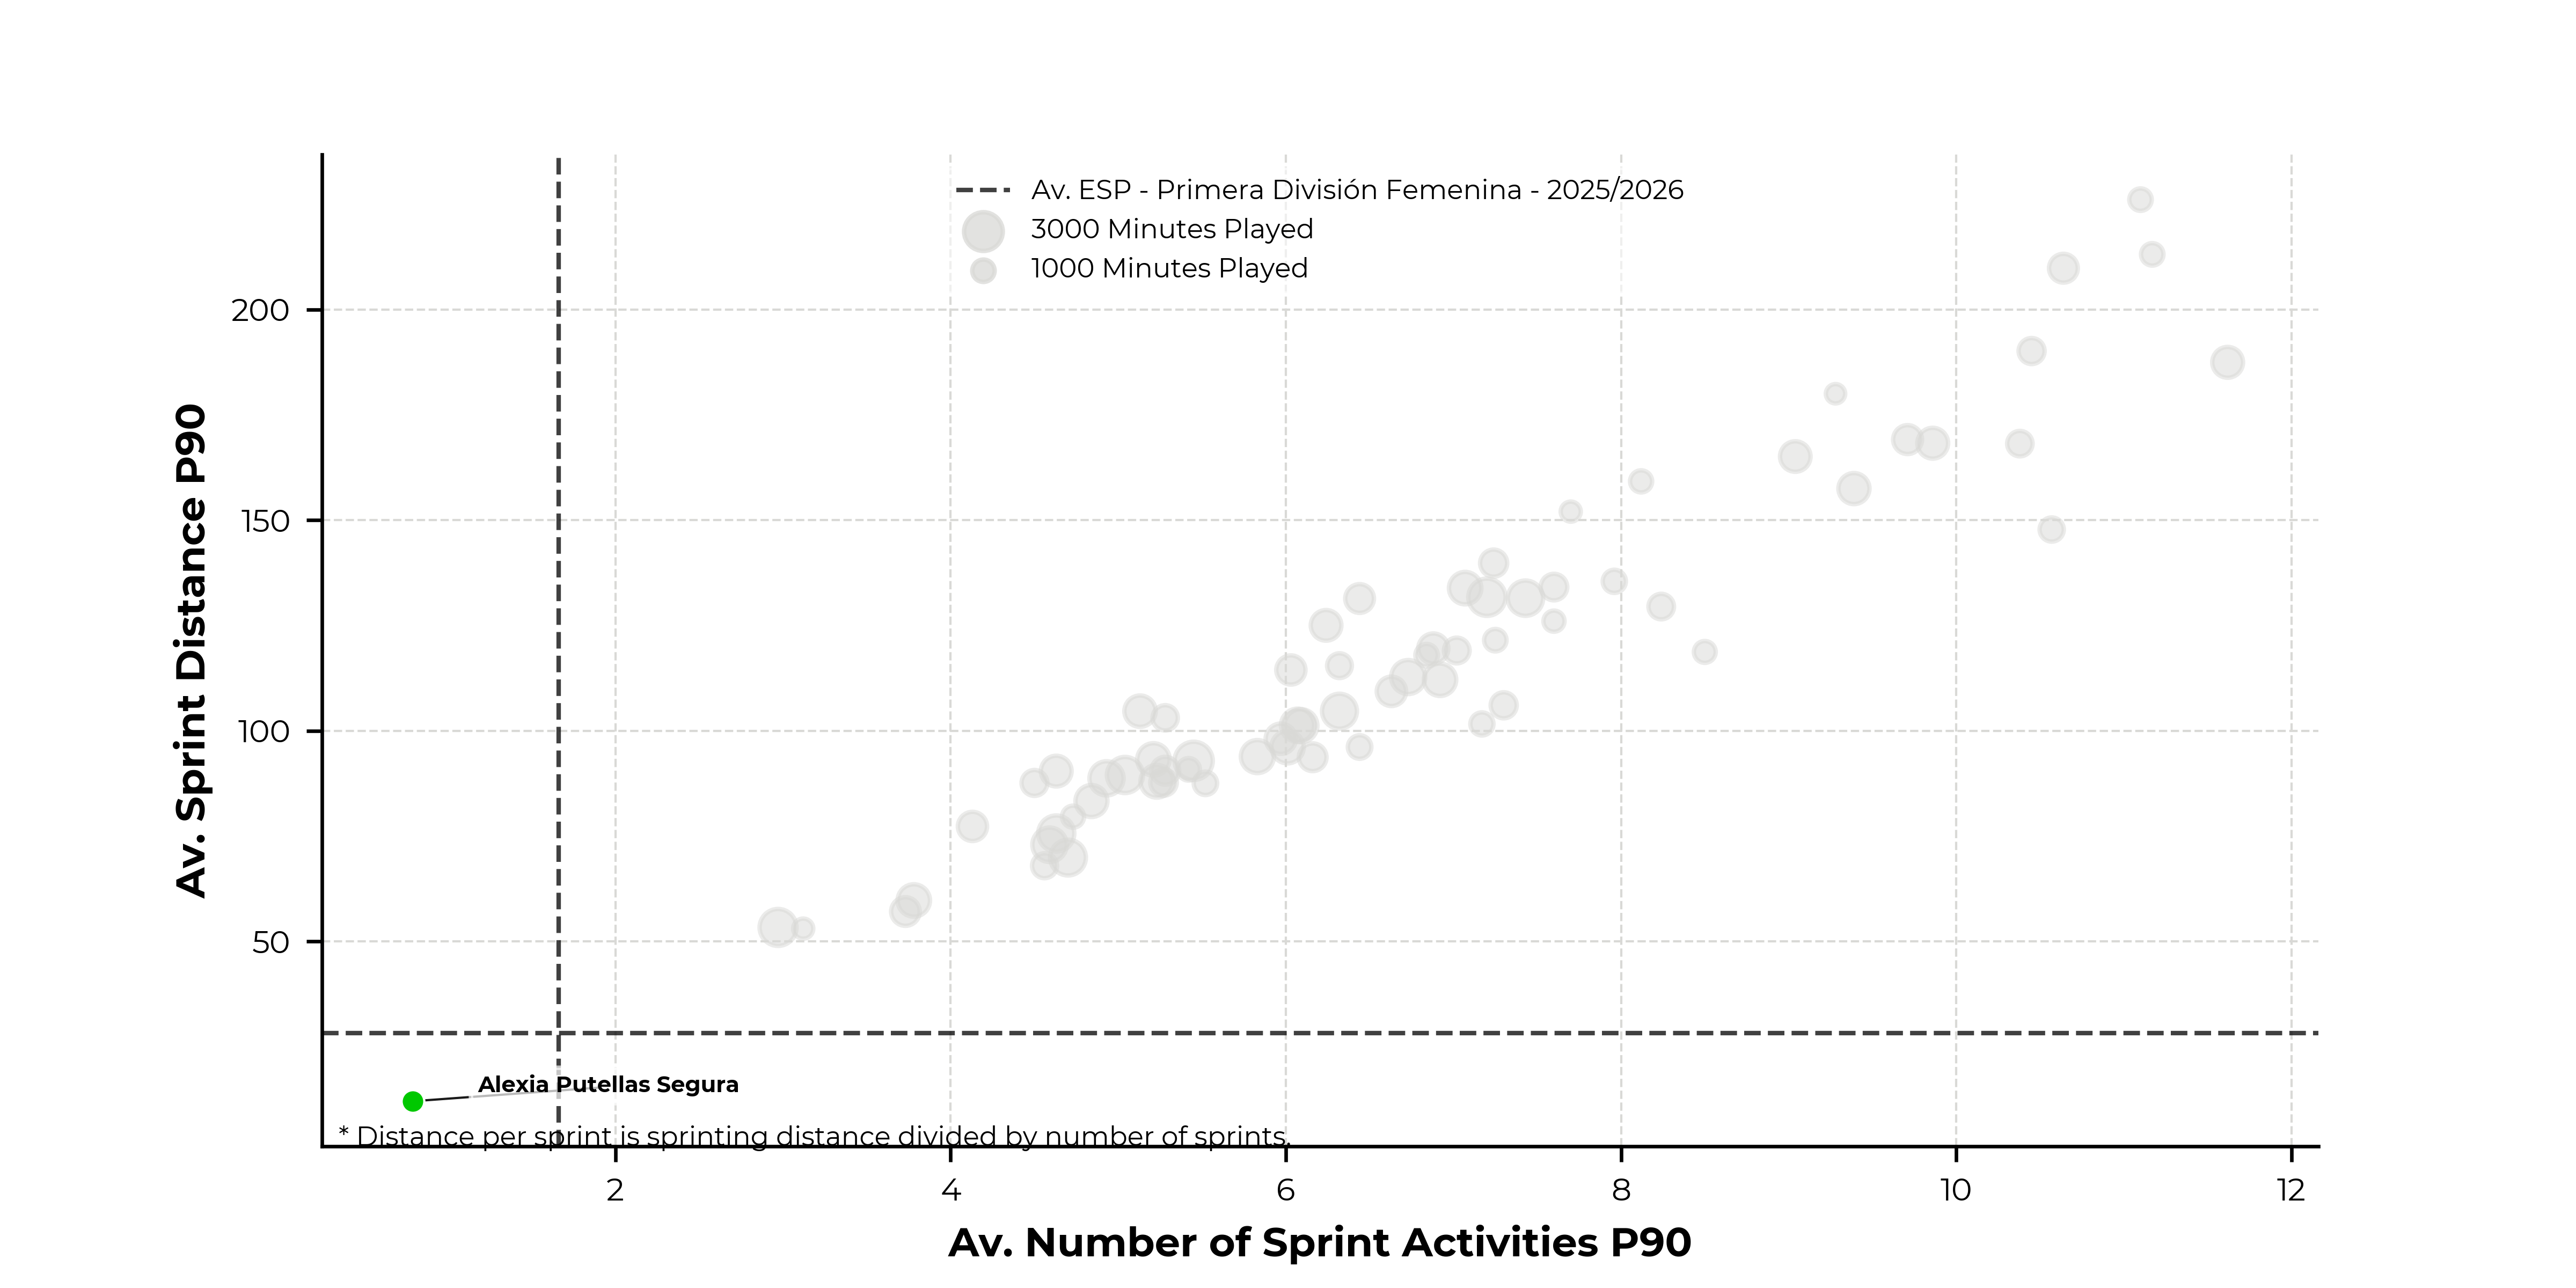 Av. ESP - Primera División Femenina - 2025/2026
3000 Minutes Played
1000 Minutes Played
Av. Sprint Distance P90
200
150
100
50
Alexia Putellas Segura
* Distance per sprint is sprinting distance divided by number of sprints.
2 4 6 8 10 12
Av. Number of Sprint Activities P90